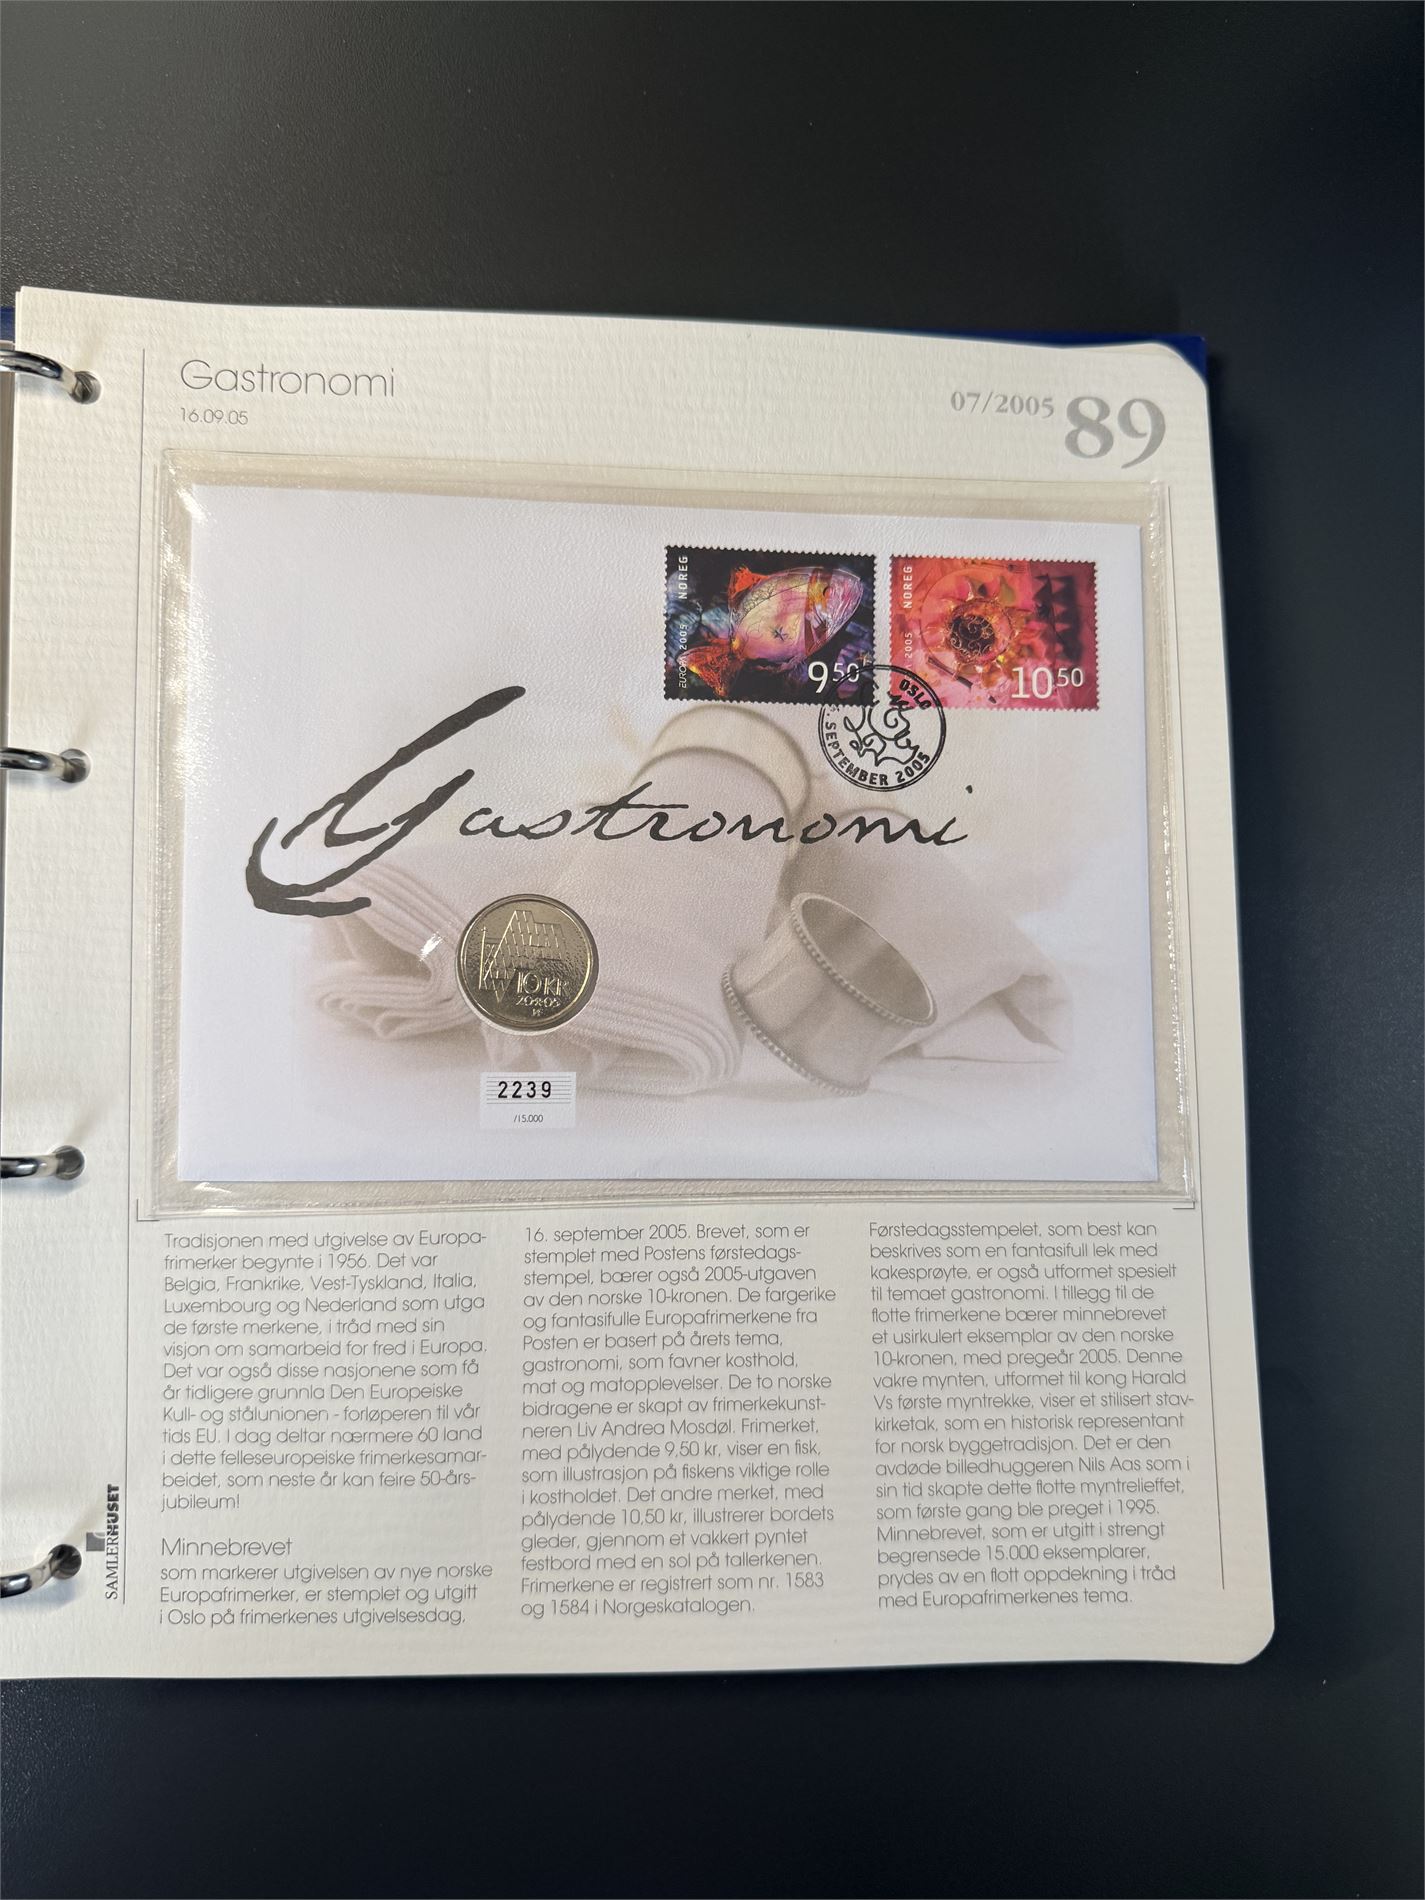 Gastronomi
16.09.05
07/2005 89
NOREG
EUROPA 2005
950
NOREG
2005
1050
OSLO
16. SEPTEMBER 2005
Gastronomi
10 KR
2239
/15.000
Tradisjonen med utgivelse av Europa-
frimerker begynte i 1956. Det var
Belgia, Frankrike, Vest-Tyskland, Italia,
Luxembourg og Nederland som utga
de første merkene, i tråd med sin
visjon om samarbeid for fred i Europa.
Det var også disse nasjonene som få
år tidligere grunnla Den Europeiske
Kull- og stålunionen - forløperen til vår
tids EU. I dag deltar nærmere 60 land
i dette felleseuropeiske frimerkesamar-
beidet, som neste år kan feire 50-års-
jubileum!
Minnebrevet
som markerer utgivelsen av nye norske
Europafrimerker, er stemplet og utgitt
i Oslo på frimerkenes utgivelsesdag,
16. september 2005. Brevet, som er
stemplet med Postens førstedags-
stempel, bærer også 2005-utgaven
av den norske 10-kronen. De fargerike
og fantasifulle Europafrimerkene fra
Posten er basert på årets tema,
gastronomi, som favner kosthold,
mat og matopplevelser. De to norske
bidragene er skapt av frimerkekunst-
neren Liv Andrea Mosdøl. Frimerket,
med pålydende 9,50 kr, viser en fisk,
som illustrasjon på fiskens viktige rolle
i kostholdet. Det andre merket, med
pålydende 10,50 kr, illustrerer bordets
gleder, gjennom et vakkert pyntet
festbord med en sol på tallerkenen.
Frimerkene er registrert som nr. 1583
og 1584 i Norgeskatalogen.
Førstedagsstempelet, som best kan
beskrives som en fantasifull lek med
kakesprøyte, er også utformet spesielt
til temaet gastronomi. I tillegg til de
flotte frimerkene bærer minnebrevet
et usirkulert eksemplar av den norske
10-kronen, med pregeår 2005. Denne
vakre mynten, utformet til kong Harald
Vs første myntrekke, viser et stilisert stav-
kirketak, som en historisk representant
for norsk byggetradisjon. Det er den
avdøde billedhuggeren Nils Aas som i
sin tid skapte dette flotte myntrelieffet,
som første gang ble preget i 1995.
Minnebrevet, som er utgitt i strengt
begrensede 15.000 eksemplarer,
prydes av en flott oppdekning i tråd
med Europafrimerkenes tema.
SAMLERHUSET